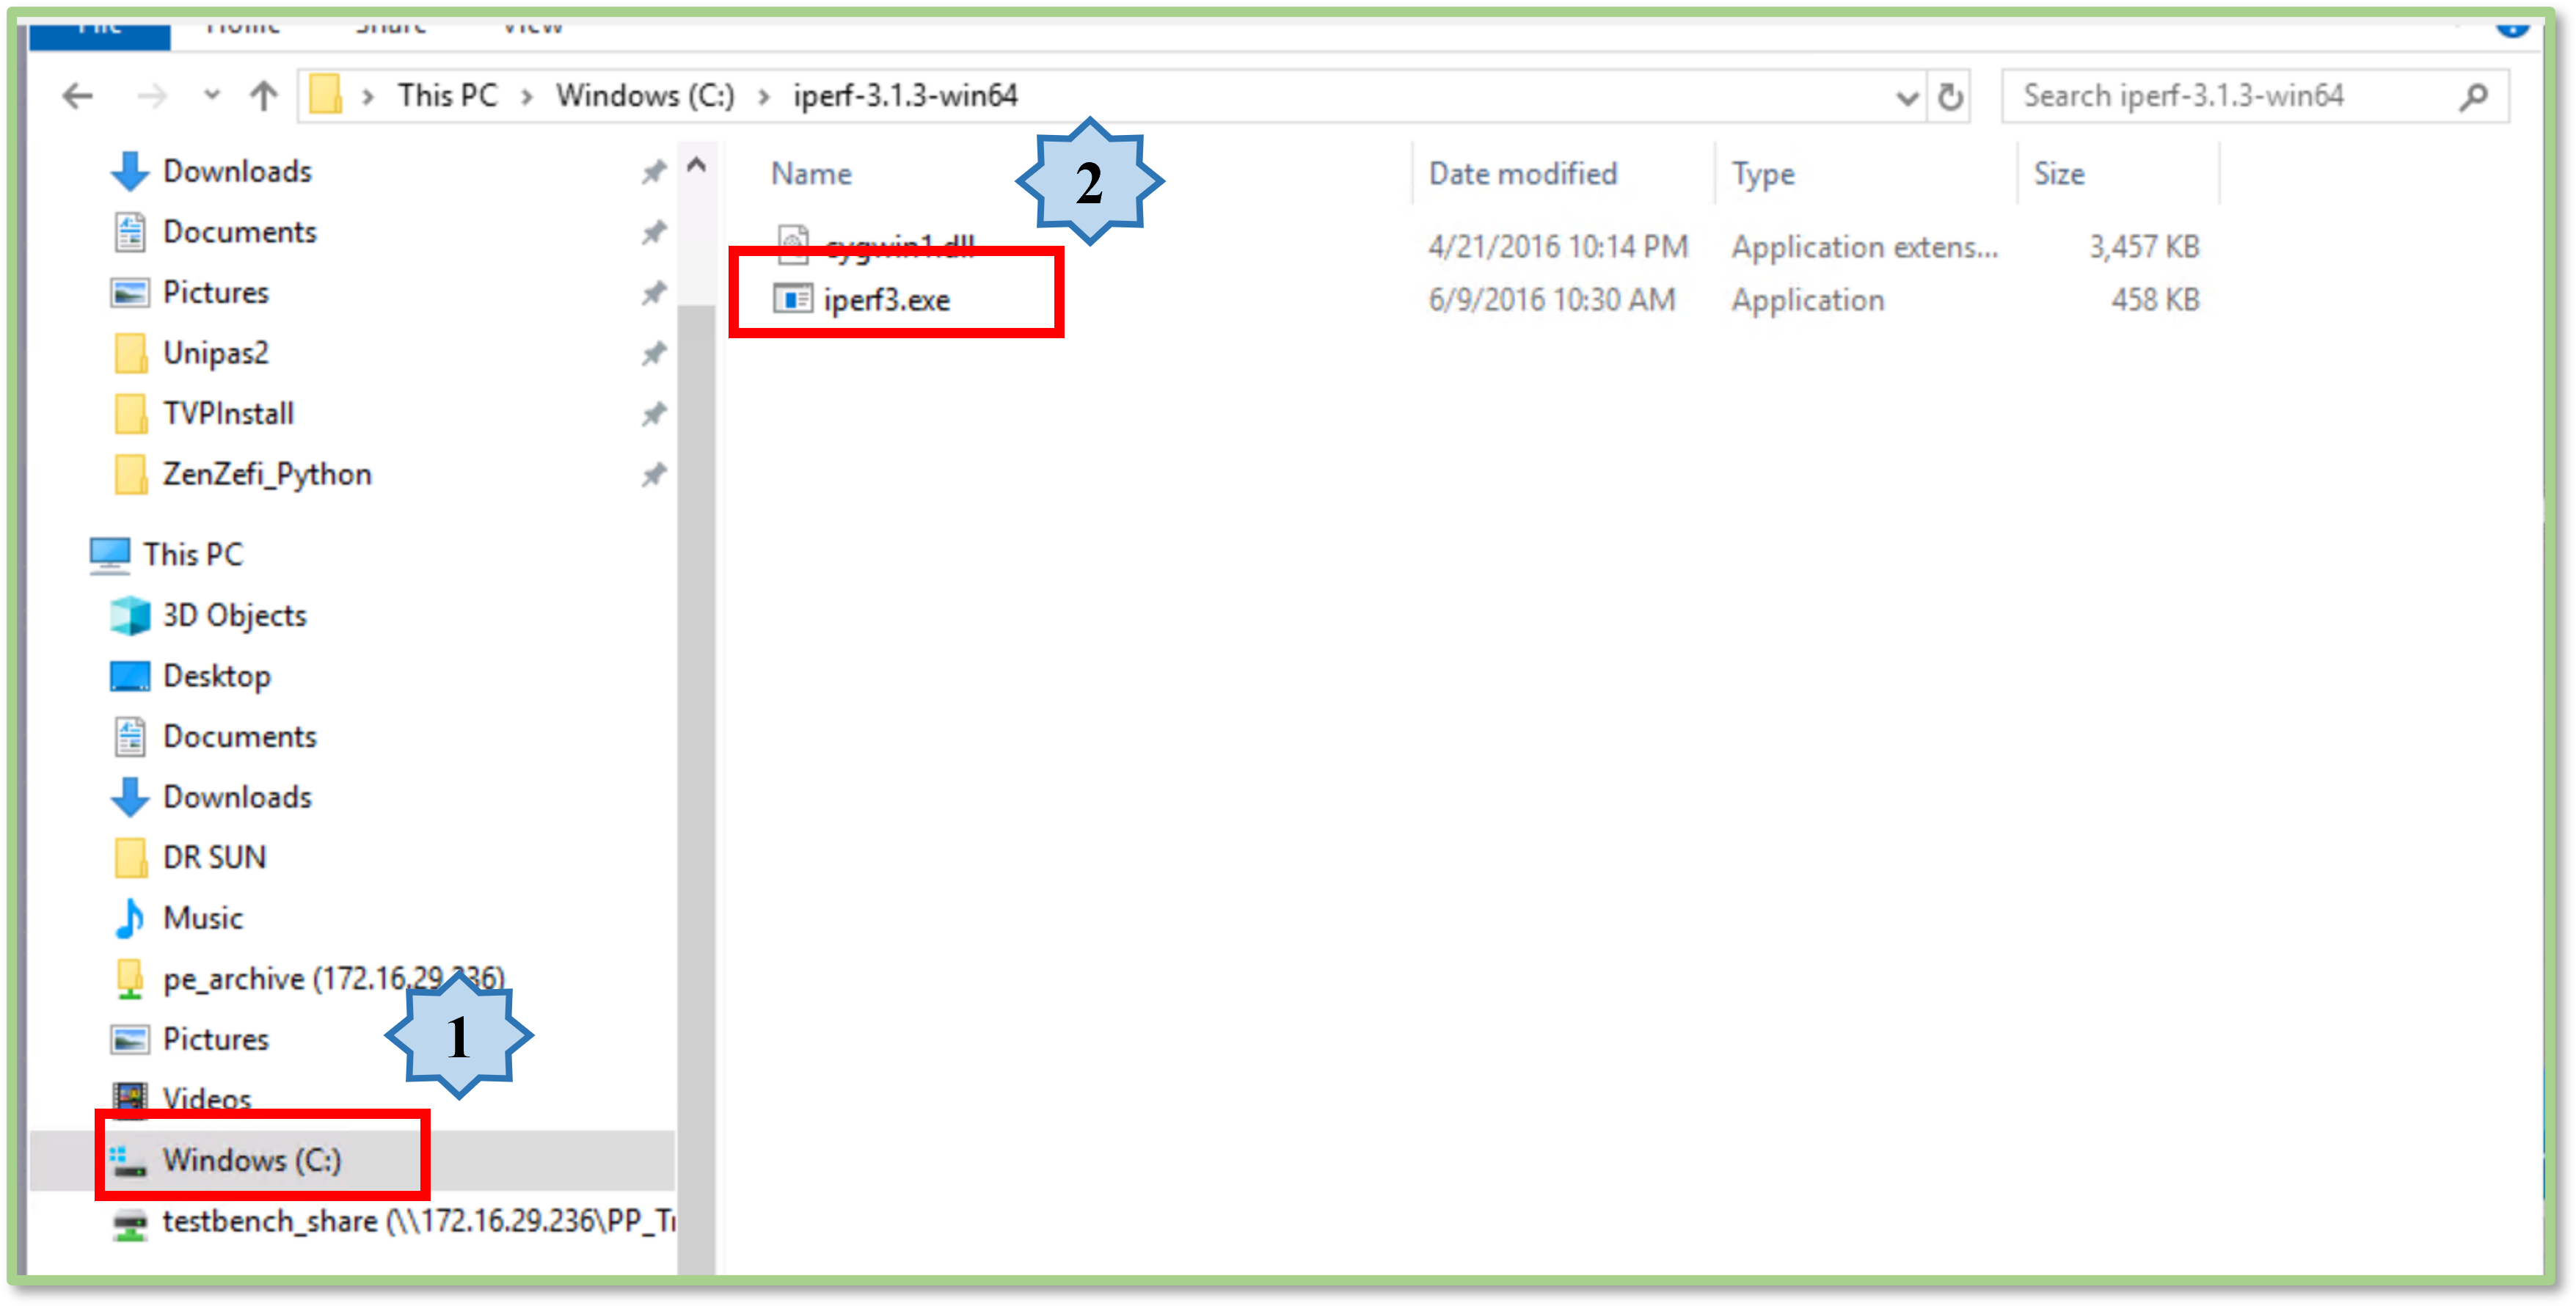 File Home Share View
This PC > Windows (C:) > iperf-3.1.3-win64
Search iperf-3.1.3-win64
Downloads
Documents
Pictures
Unipas2
TVPInstall
ZenZefi_Python
This PC
3D Objects
Desktop
Documents
Downloads
DR SUN
Music
pe_archive (172.16.29.236)
Pictures
1
Videos
Windows (C:)
testbench_share (\\172.16.29.236\PP_Tr
Name Date modified Type Size
2
cygwin1.dll 4/21/2016 10:14 PM Application extens... 3,457 KB
iperf3.exe 6/9/2016 10:30 AM Application 458 KB